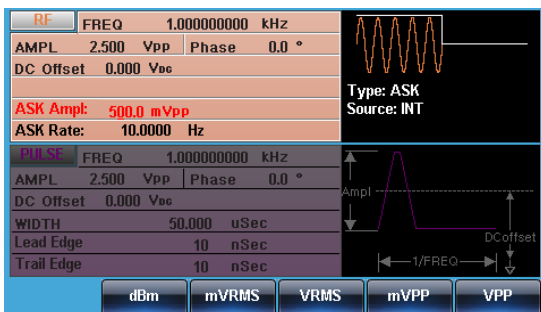 RF FREQ 1.000000000 kHz
AMPL 2.500 Vpp Phase 0.0 °
DC Offset 0.000 VDC
Type: ASK
ASK Ampl: 500.0 mVpp Source: INT
ASK Rate: 10.0000 Hz
PULSE FREQ 1.000000000 kHz
AMPL 2.500 Vpp Phase 0.0 °
Ampl
DC Offset 0.000 VDC
WIDTH 50.000 uSec
DCoffset
Lead Edge 10 nSec
Trail Edge 10 nSec 1/FREQ
dBm mVRMS VRMS mVPP VPP